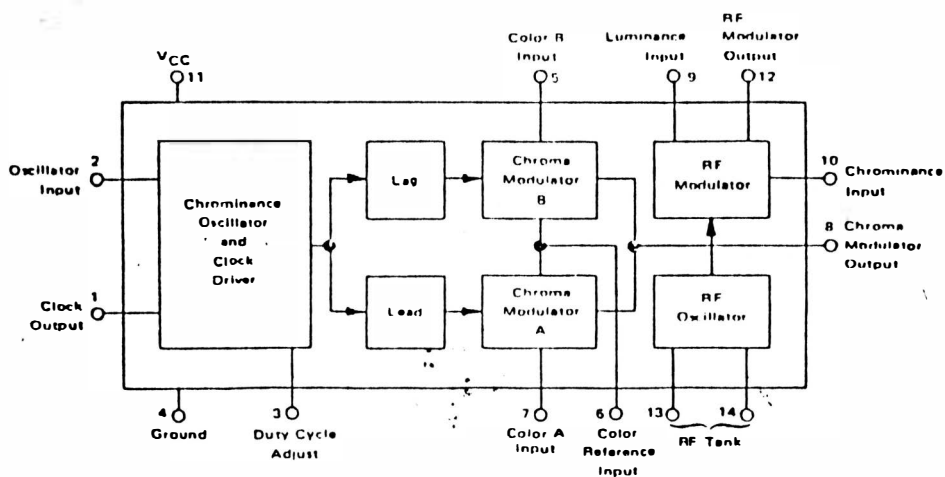 VCC
11
Color B
Input
5
Luminance
Input
9
RF
Modulator
Output
12
2
Oscillator
Input
Clock
Output
1
Chrominance
Oscillator
and
Clock
Driver
Lag
Lead
Chroma
Modulator
B
Chroma
Modulator
A
RF
Modulator
RF
Oscillator
10
Chrominance
Input
8
Chroma
Modulator
Output
4
Ground
3
Duty Cycle
Adjust
7
Color A
Input
6
Color
Reference
Input
13
14
RF Tank